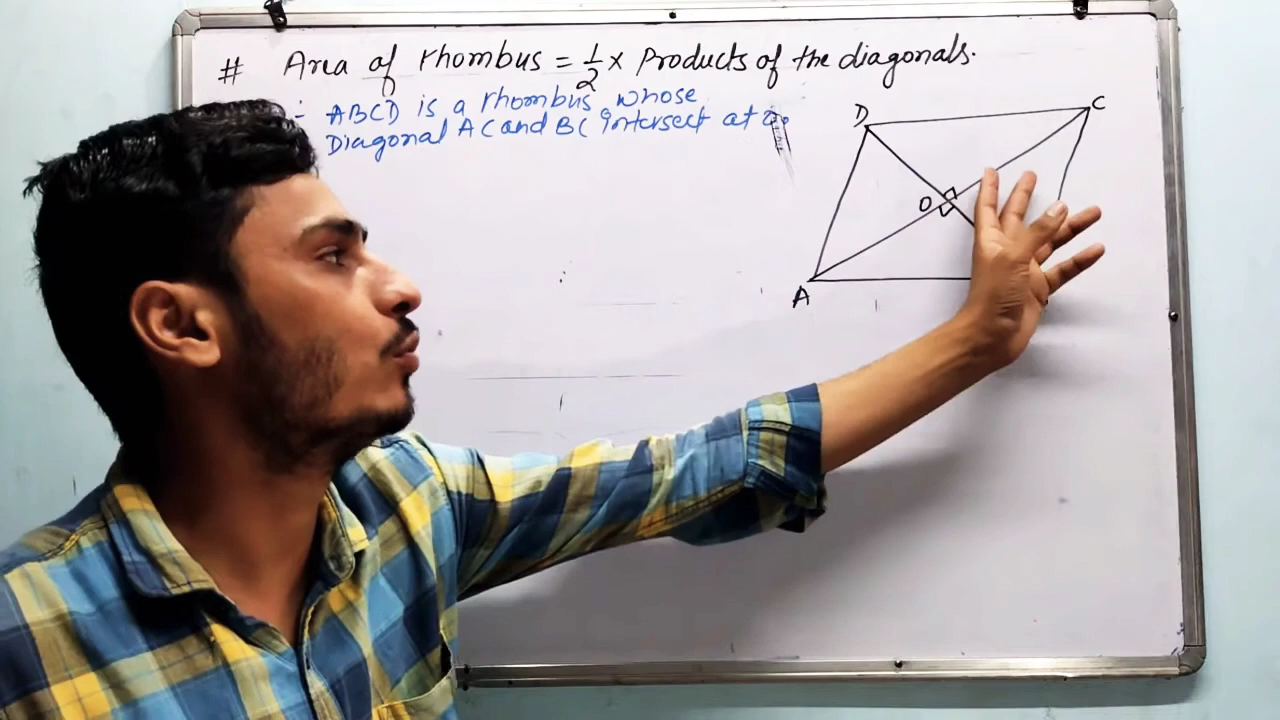 # Area of rhombus = 1/2 × Products of the diagonals.
∴ ABCD is a rhombus whose
Diagonal AC and BC intersect at o.
D
C
O
A